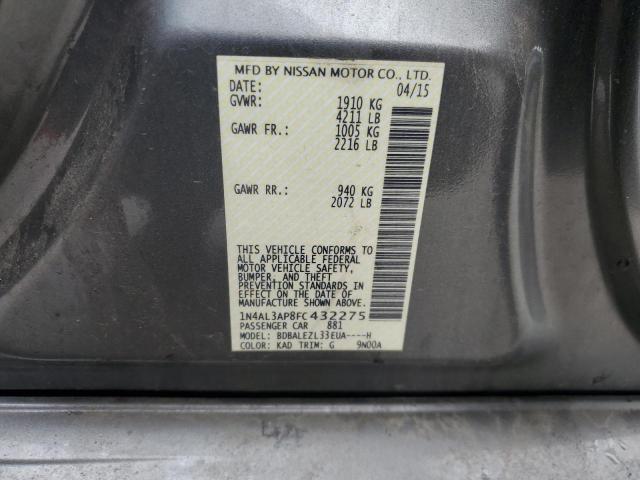 MFD BY NISSAN MOTOR CO., LTD.
DATE: 04/15
GVWR: 1910 KG
4211 LB
GAWR FR.: 1005 KG
2216 LB
GAWR RR.: 940 KG
2072 LB
THIS VEHICLE CONFORMS TO
ALL APPLICABLE FEDERAL
MOTOR VEHICLE SAFETY,
BUMPER, AND THEFT
PREVENTION STANDARDS IN
EFFECT ON THE DATE OF
MANUFACTURE SHOWN ABOVE.
1N4AL3AP8FC432275
PASSENGER CAR 881
MODEL: BDBALEZL33EUA----H
COLOR: KAD TRIM: G 9N00A